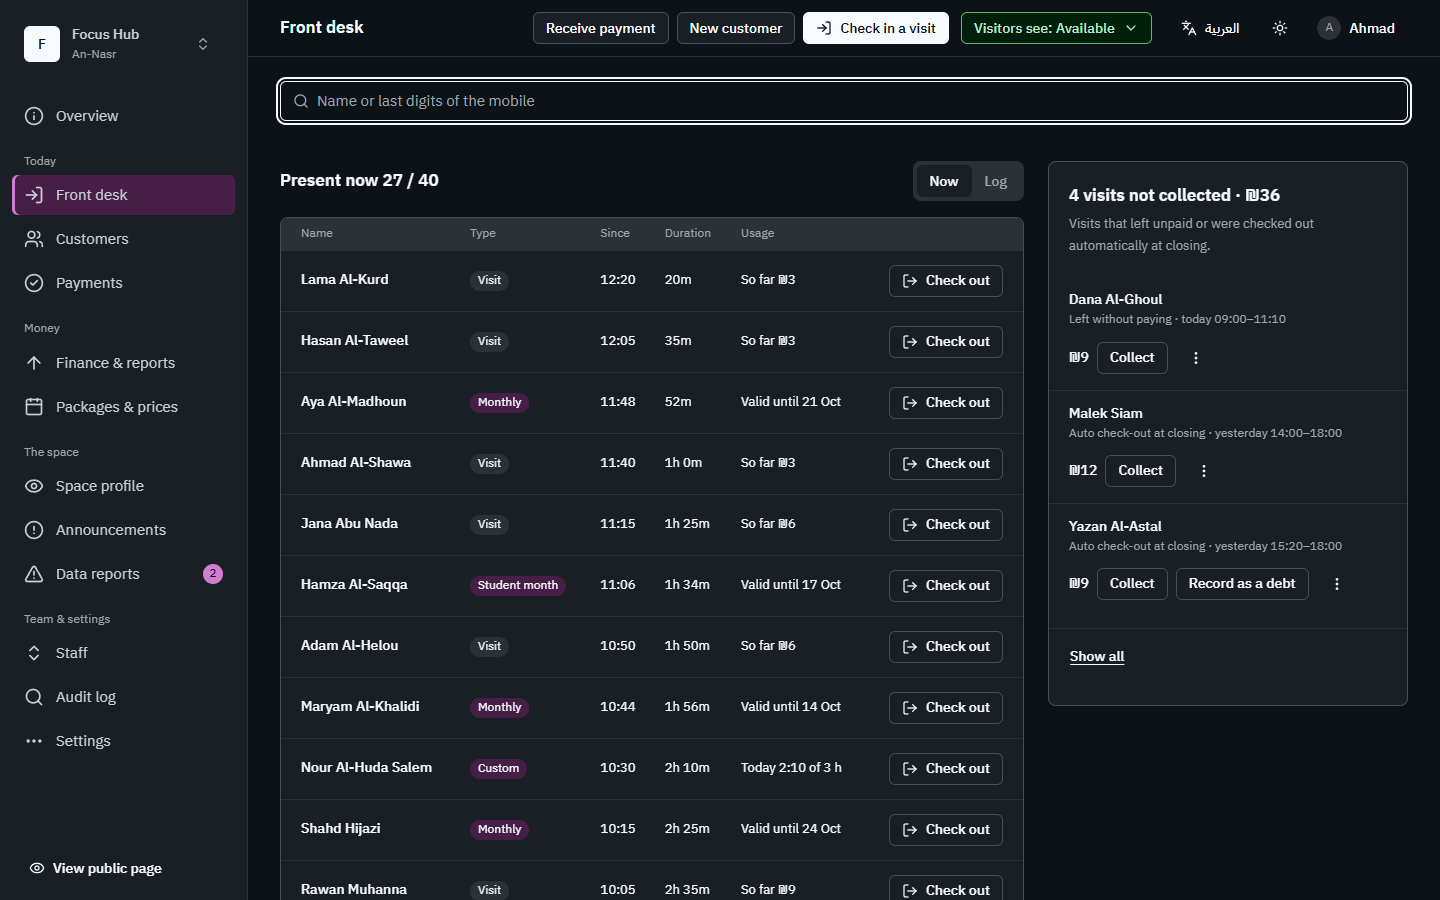 F
Focus Hub
An-Nasr
Overview
Today
Front desk
Customers
Payments
Money
Finance & reports
Packages & prices
The space
Space profile
Announcements
Data reports 2
Team & settings
Staff
Audit log
Settings
View public page
Front desk
Receive payment
New customer
Check in a visit
Visitors see: Available
العربية
A Ahmad
Name or last digits of the mobile
Present now 27 / 40
Now Log
Name Type Since Duration Usage
Lama Al-Kurd Visit 12:20 20m So far ₪3 Check out
Hasan Al-Taweel Visit 12:05 35m So far ₪3 Check out
Aya Al-Madhoun Monthly 11:48 52m Valid until 21 Oct Check out
Ahmad Al-Shawa Visit 11:40 1h 0m So far ₪3 Check out
Jana Abu Nada Visit 11:15 1h 25m So far ₪6 Check out
Hamza Al-Saqqa Student month 11:06 1h 34m Valid until 17 Oct Check out
Adam Al-Helou Visit 10:50 1h 50m So far ₪6 Check out
Maryam Al-Khalidi Monthly 10:44 1h 56m Valid until 14 Oct Check out
Nour Al-Huda Salem Custom 10:30 2h 10m Today 2:10 of 3 h Check out
Shahd Hijazi Monthly 10:15 2h 25m Valid until 24 Oct Check out
Rawan Muhanna Visit 10:05 2h 35m So far ₪9 Check out
4 visits not collected · ₪36
Visits that left unpaid or were checked out
automatically at closing.
Dana Al-Ghoul
Left without paying · today 09:00–11:10
₪9 Collect
Malek Siam
Auto check-out at closing · yesterday 14:00–18:00
₪12 Collect
Yazan Al-Astal
Auto check-out at closing · yesterday 15:20–18:00
₪9 Collect Record as a debt
Show all